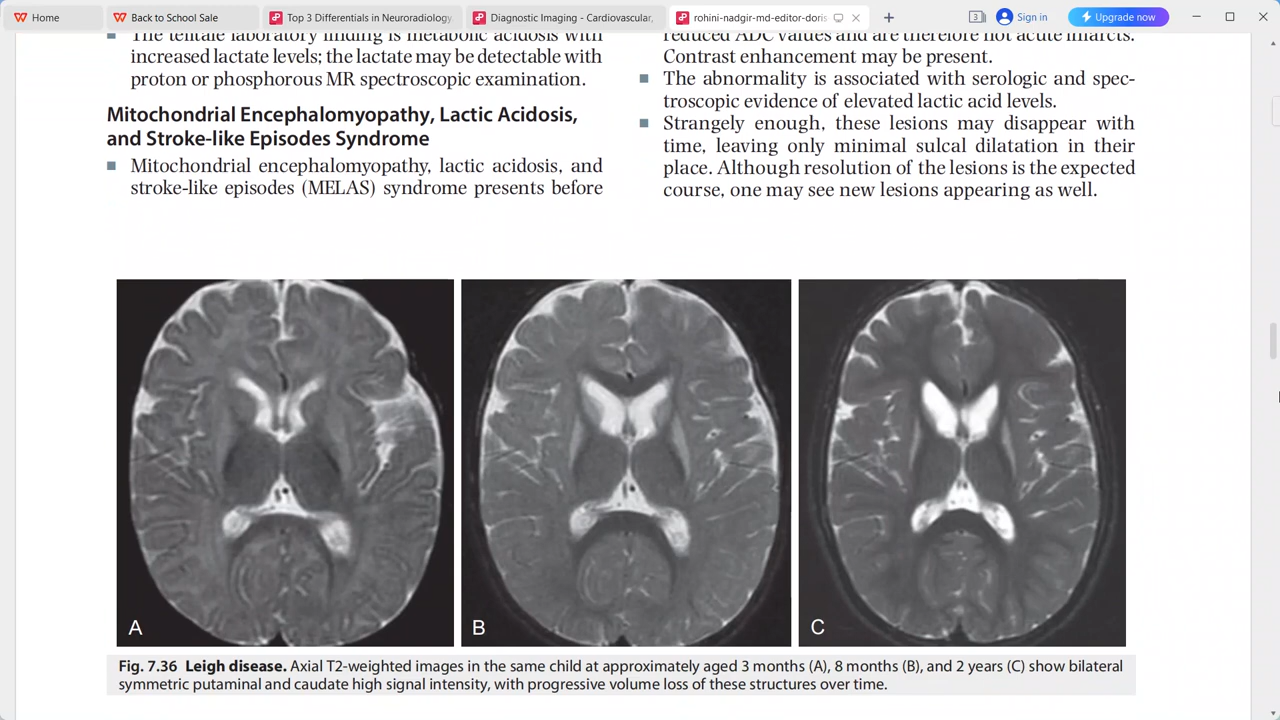 Home
Back to School Sale
Top 3 Differentials in Neuroradiology
Diagnostic Imaging - Cardiovascular,
rohini-nadgir-md-editor-doris
3
Sign in
Upgrade now
The telltale laboratory finding is metabolic acidosis with
increased lactate levels; the lactate may be detectable with
proton or phosphorous MR spectroscopic examination.
Mitochondrial Encephalomyopathy, Lactic Acidosis,
and Stroke-like Episodes Syndrome
Mitochondrial encephalomyopathy, lactic acidosis, and
stroke-like episodes (MELAS) syndrome presents before
reduced ADC values and are therefore not acute infarcts.
Contrast enhancement may be present.
The abnormality is associated with serologic and spec-
troscopic evidence of elevated lactic acid levels.
Strangely enough, these lesions may disappear with
time, leaving only minimal sulcal dilatation in their
place. Although resolution of the lesions is the expected
course, one may see new lesions appearing as well.
A
B
C
Fig. 7.36 Leigh disease. Axial T2-weighted images in the same child at approximately aged 3 months (A), 8 months (B), and 2 years (C) show bilateral
symmetric putaminal and caudate high signal intensity, with progressive volume loss of these structures over time.